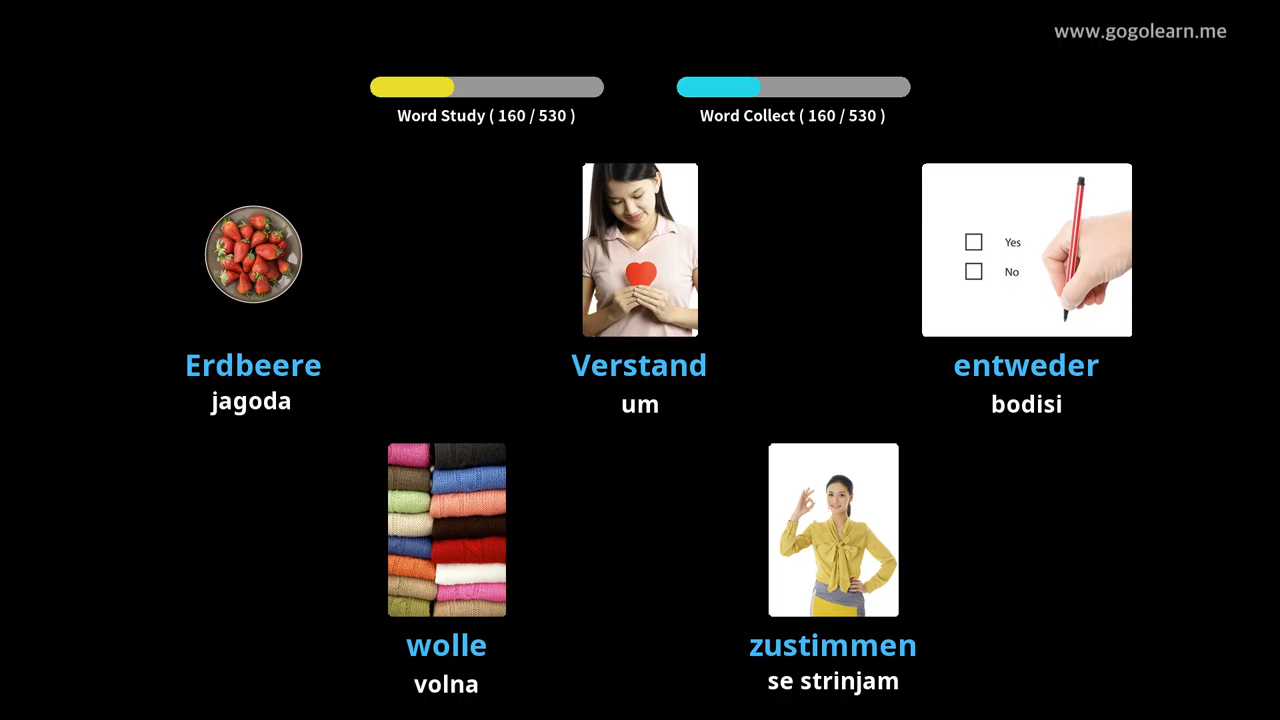 www.gogolearn.me
Word Study ( 160 / 530 )
Word Collect ( 160 / 530 )
Yes
No
Erdbeere
jagoda
Verstand
um
entweder
bodisi
wolle
volna
zustimmen
se strinjam